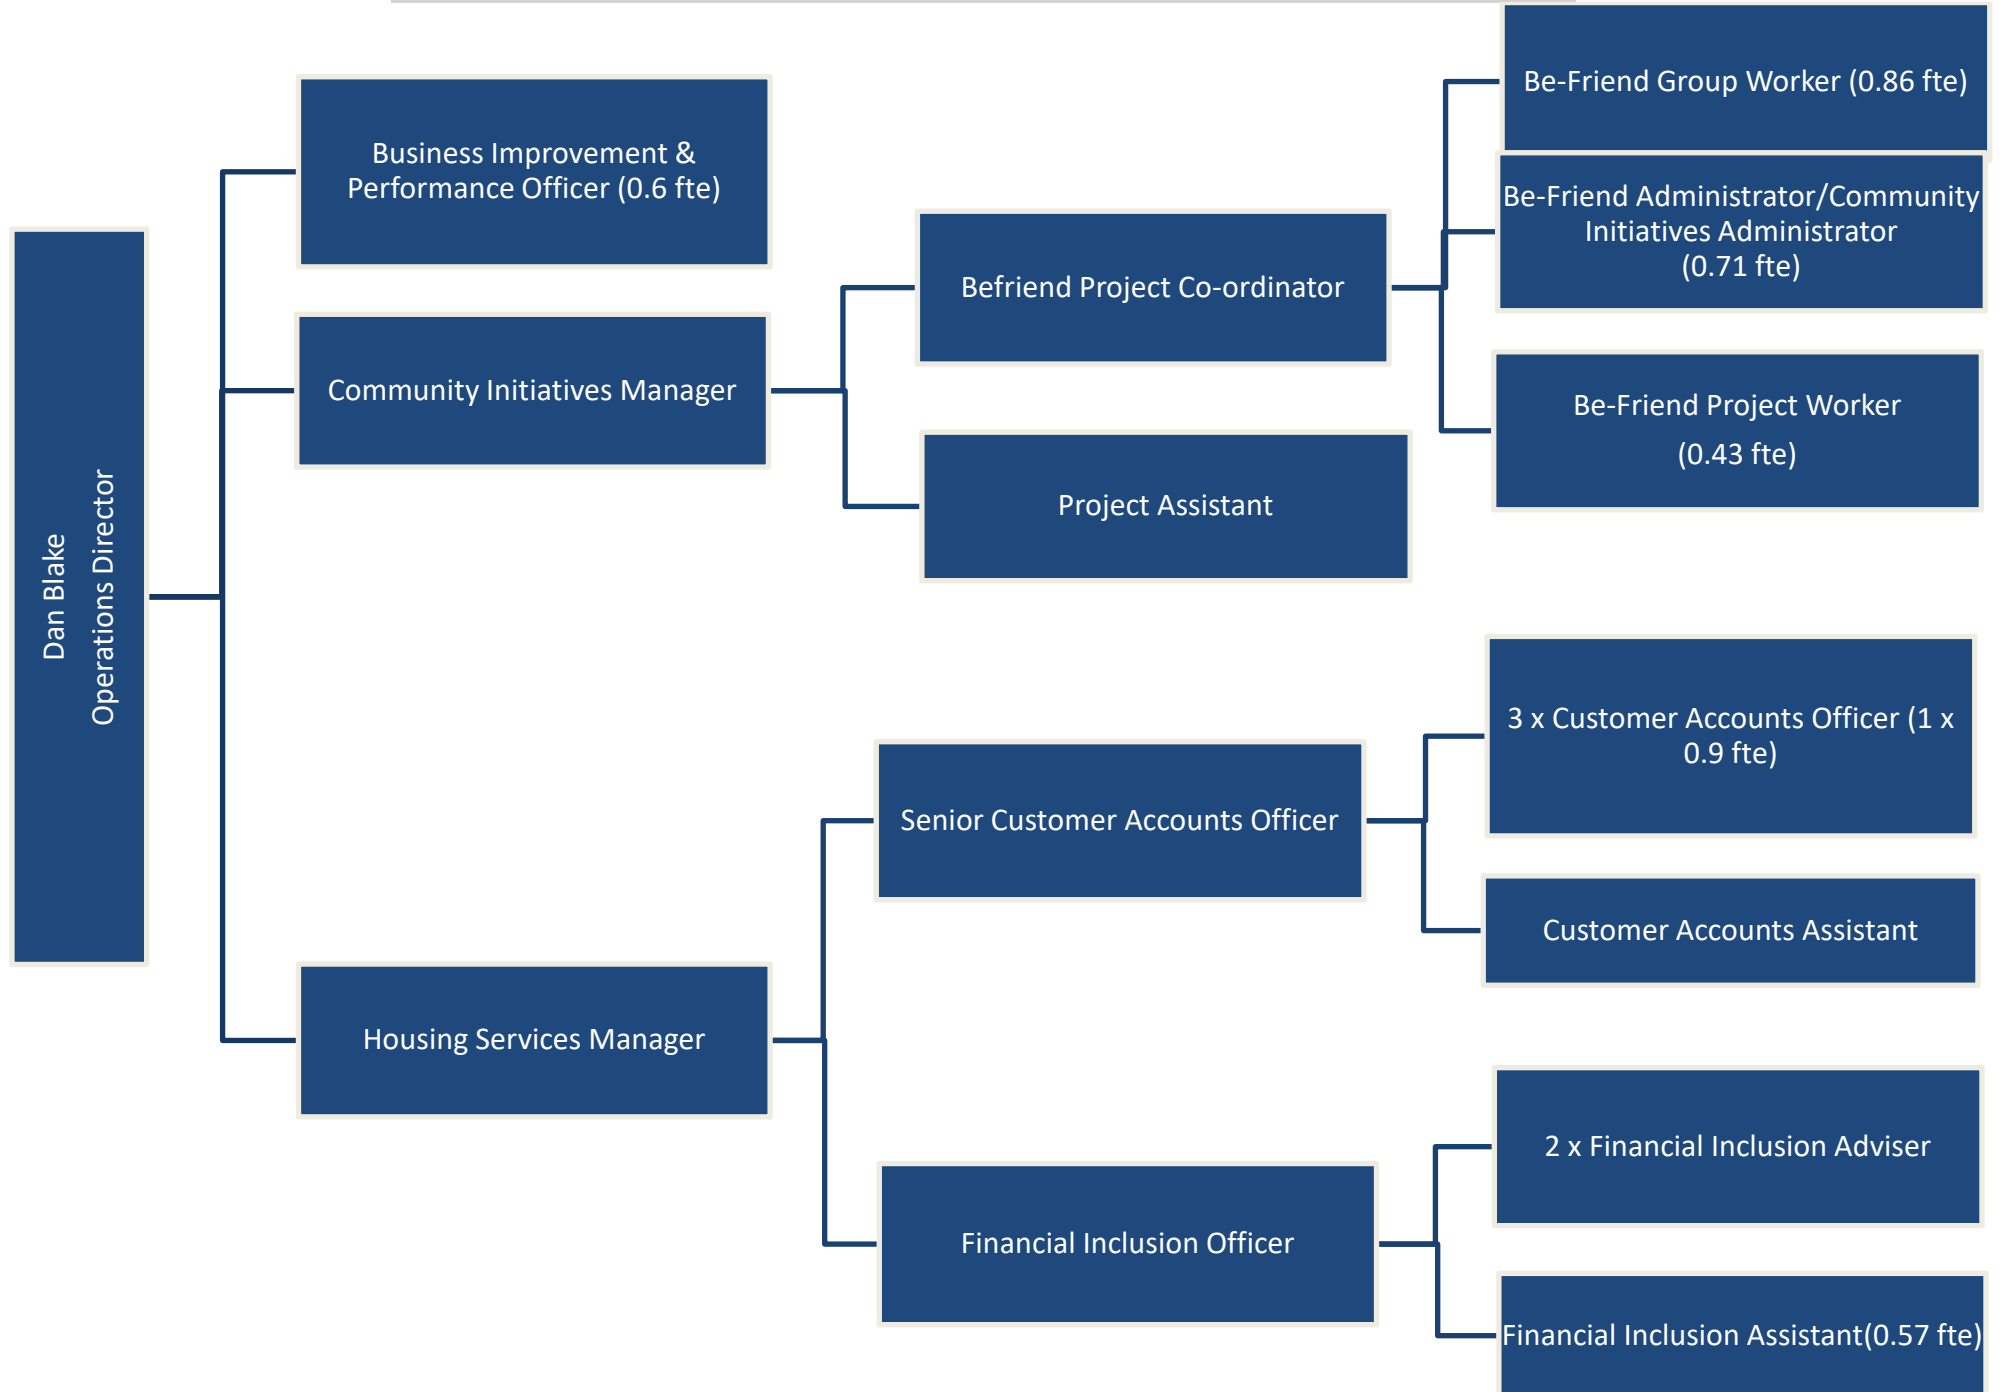 Dan Blake
Operations Director
Business Improvement &
Performance Officer (0.6 fte)
Community Initiatives Manager
Befriend Project Co-ordinator
Project Assistant
Be-Friend Group Worker (0.86 fte)
Be-Friend Administrator/Community
Initiatives Administrator
(0.71 fte)
Be-Friend Project Worker
(0.43 fte)
Housing Services Manager
Senior Customer Accounts Officer
3 x Customer Accounts Officer (1 x
0.9 fte)
Customer Accounts Assistant
Financial Inclusion Officer
2 x Financial Inclusion Adviser
Financial Inclusion Assistant(0.57 fte)